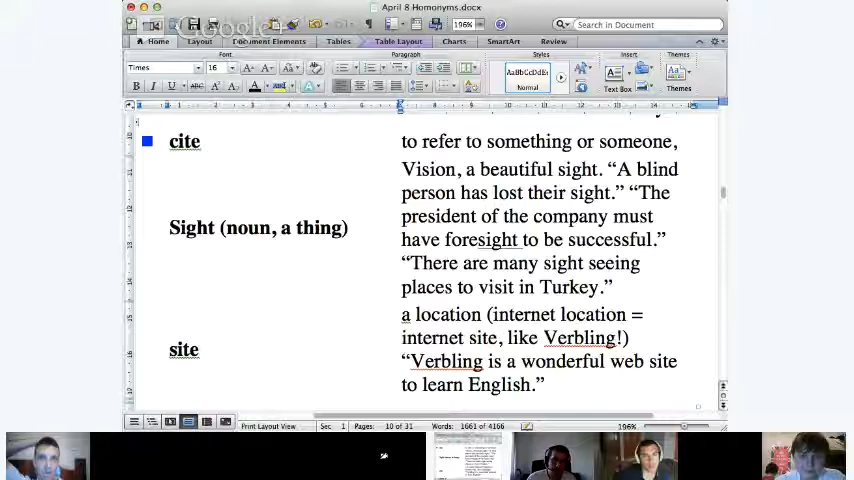 April 8 Homonyms.docx
Google+
196%
Search in Document
Home Layout Document Elements Tables Table Layout Charts SmartArt Review
Paragraph Styles Insert Themes
Times 16
AaBbCcDdEe
Normal
Text Box Themes
cite
to refer to something or someone,
Sight (noun, a thing)
Vision, a beautiful sight. “A blind
person has lost their sight.” “The
president of the company must
have foresight to be successful.”
“There are many sight seeing
places to visit in Turkey.”
site
a location (internet location =
internet site, like Verbling!)
“Verbling is a wonderful web site
to learn English.”
Print Layout View Sec 1 Pages: 10 of 31 Words: 1661 of 4166 196%